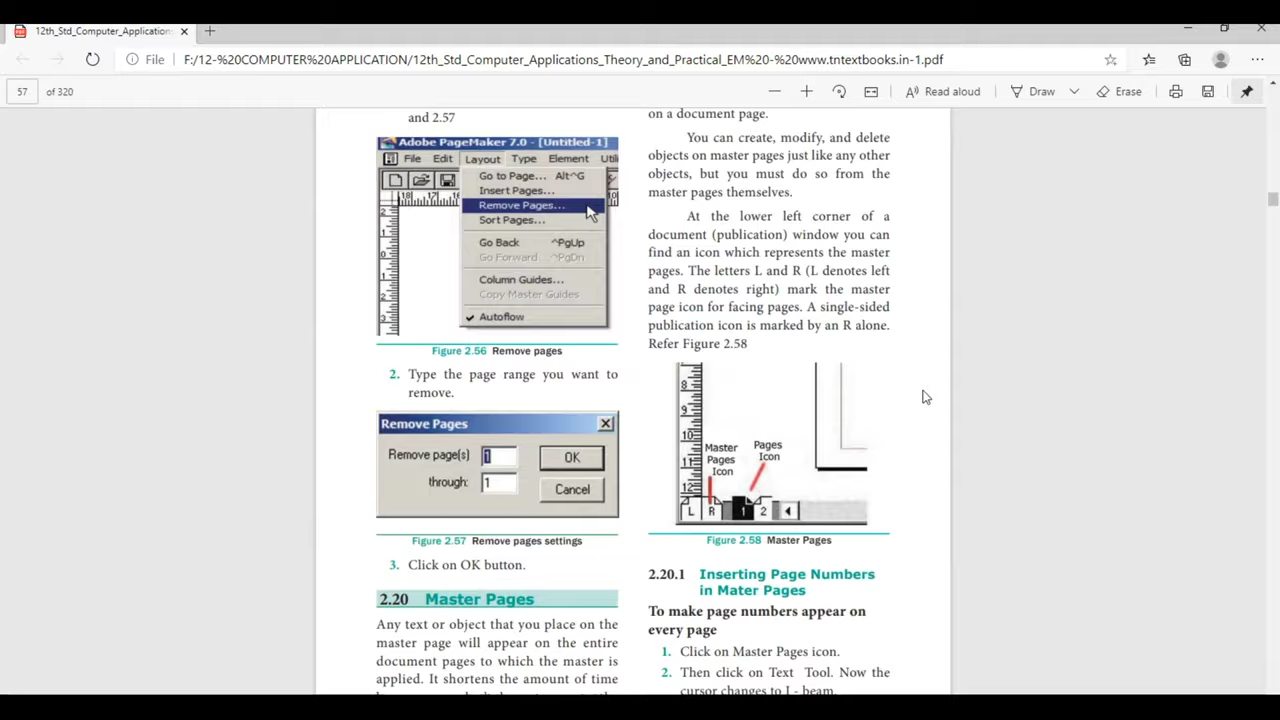 12th_Std_Computer_Applications
File F:/12-%20COMPUTER%20APPLICATION/12th_Std_Computer_Applications_Theory_and_Practical_EM%20-%20www.tntextbooks.in-1.pdf
57 of 320
Read aloud
Draw
Erase
and 2.57
Adobe PageMaker 7.0 - [Untitled-1]
File Edit Layout Type Element Uti
Go to Page... Alt^G
Insert Pages...
Remove Pages...
Sort Pages...
Go Back ^PgUp
Go Forward ^PgDn
Column Guides...
Copy Master Guides
Autoflow
Figure 2.56 Remove pages
2. Type the page range you want to
remove.
Remove Pages
Remove page(s) 1 OK
through: 1 Cancel
Figure 2.57 Remove pages settings
3. Click on OK button.
2.20 Master Pages
Any text or object that you place on the
master page will appear on the entire
document pages to which the master is
applied. It shortens the amount of time
on a document page.
You can create, modify, and delete
objects on master pages just like any other
objects, but you must do so from the
master pages themselves.
At the lower left corner of a
document (publication) window you can
find an icon which represents the master
pages. The letters L and R (L denotes left
and R denotes right) mark the master
page icon for facing pages. A single-sided
publication icon is marked by an R alone.
Refer Figure 2.58
8
9
10
11
12
Master
Pages
Icon
Pages
Icon
L R 1 2
Figure 2.58 Master Pages
2.20.1 Inserting Page Numbers
in Mater Pages
To make page numbers appear on
every page
1. Click on Master Pages icon.
2. Then click on Text Tool. Now the
cursor changes to I - beam.